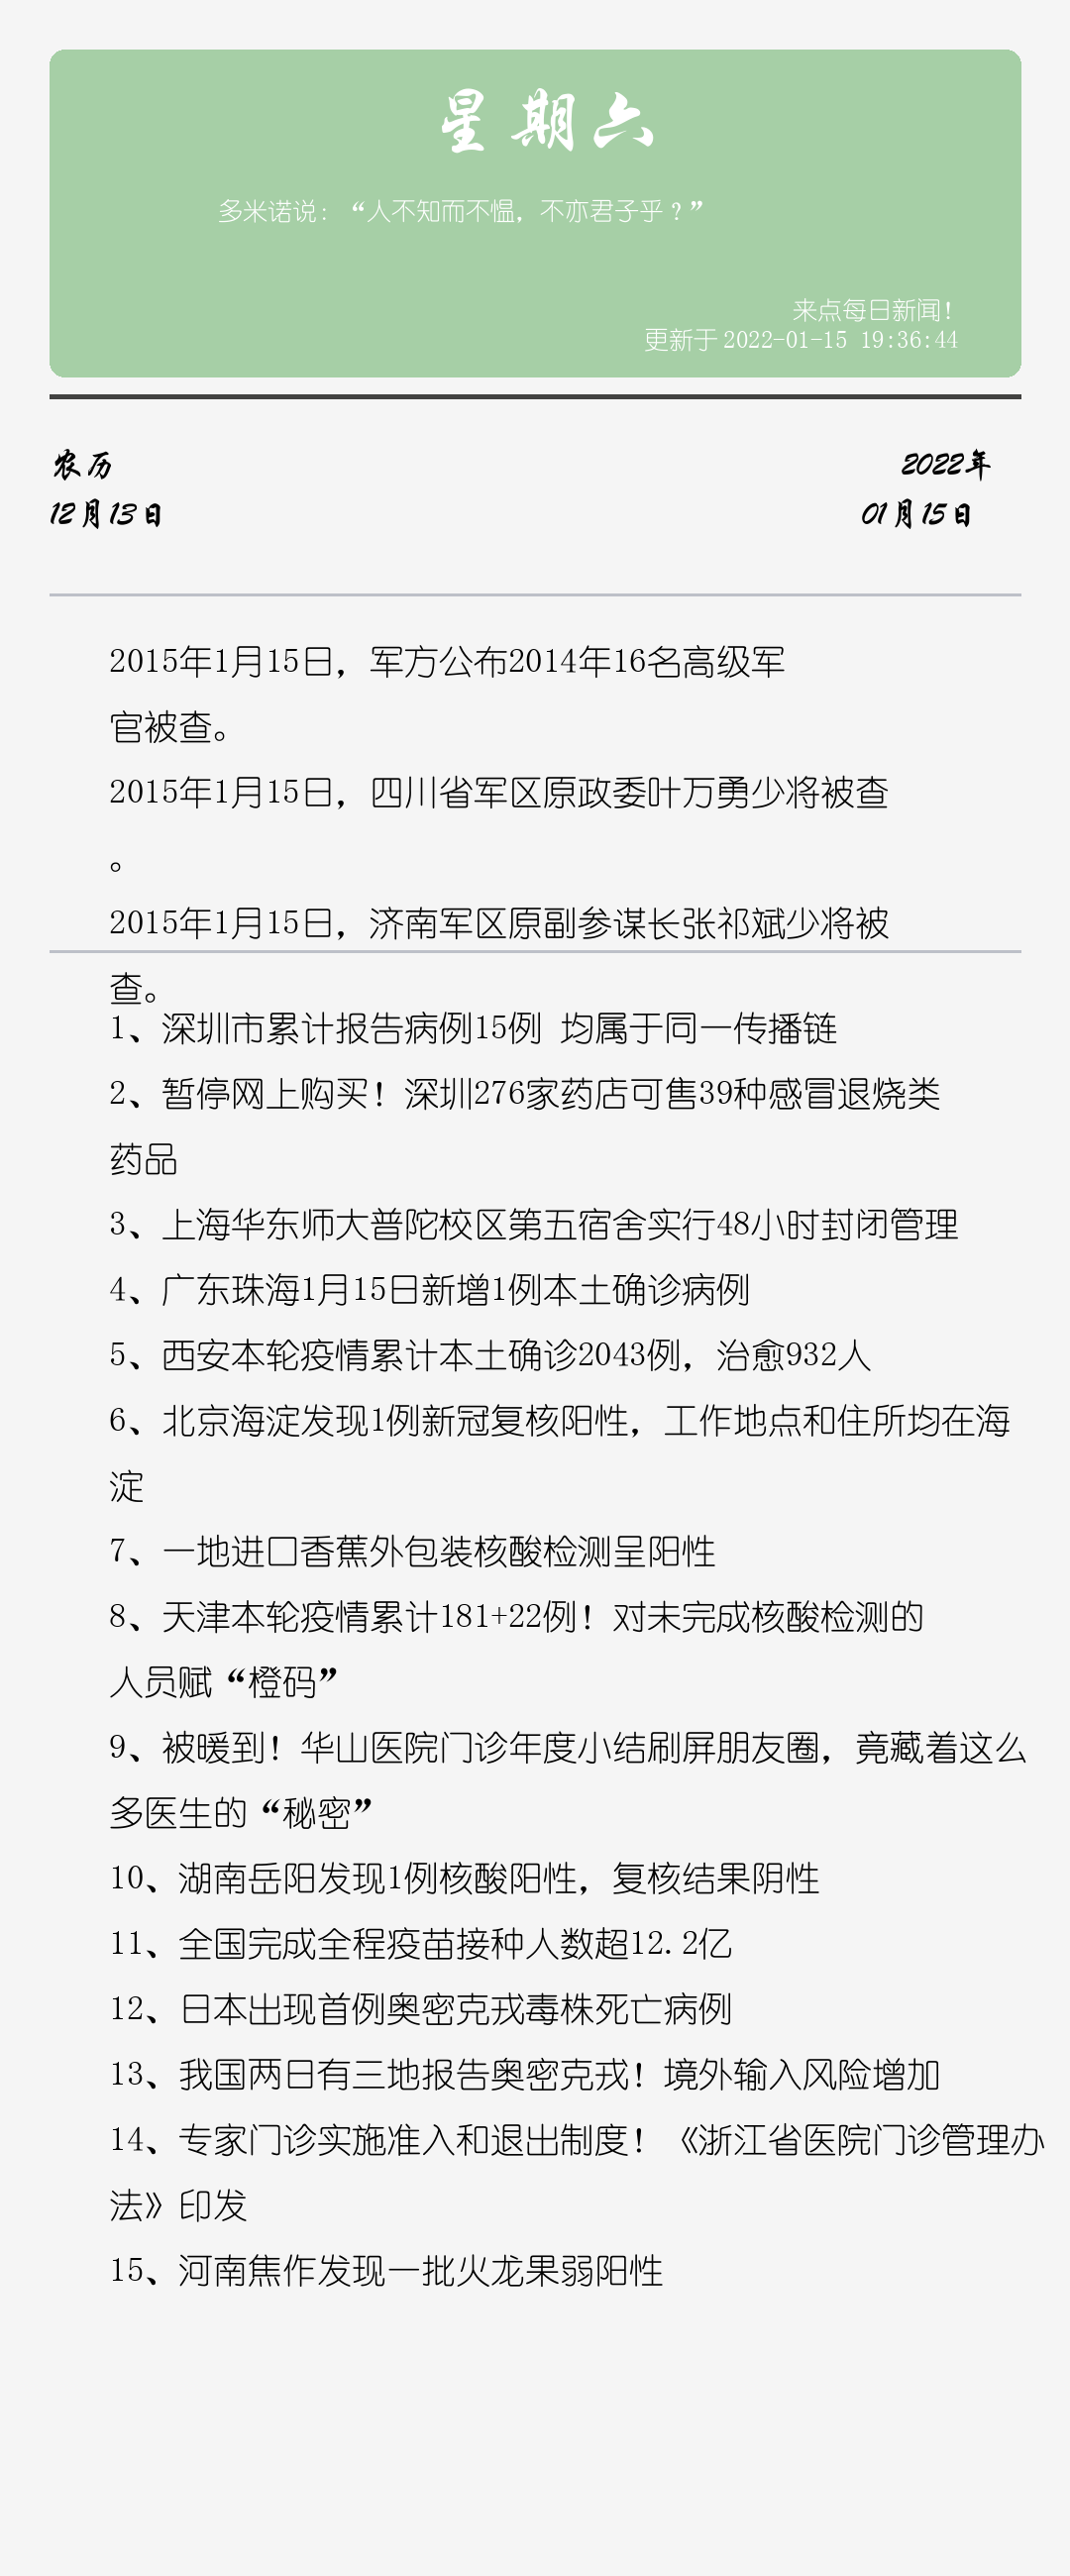 星期六
多米诺说：“人不知而不愠，不亦君子乎？”
来点每日新闻！
更新于 2022-01-15 19:36:44
农历
2022年
12月13日
01月15日
2015年1月15日，军方公布2014年16名高级军
官被查。
2015年1月15日，四川省军区原政委叶万勇少将被查
。
2015年1月15日，济南军区原副参谋长张祁斌少将被
查。
1、深圳市累计报告病例15例 均属于同一传播链
2、暂停网上购买！深圳276家药店可售39种感冒退烧类
药品
3、上海华东师大普陀校区第五宿舍实行48小时封闭管理
4、广东珠海1月15日新增1例本土确诊病例
5、西安本轮疫情累计本土确诊2043例，治愈932人
6、北京海淀发现1例新冠复核阳性，工作地点和住所均在海
淀
7、一地进口香蕉外包装核酸检测呈阳性
8、天津本轮疫情累计181+22例！对未完成核酸检测的
人员赋“橙码”
9、被暖到！华山医院门诊年度小结刷屏朋友圈，竟藏着这么
多医生的“秘密”
10、湖南岳阳发现1例核酸阳性，复核结果阴性
11、全国完成全程疫苗接种人数超12.2亿
12、日本出现首例奥密克戎毒株死亡病例
13、我国两日有三地报告奥密克戎！境外输入风险增加
14、专家门诊实施准入和退出制度！《浙江省医院门诊管理办
法》印发
15、河南焦作发现一批火龙果弱阳性